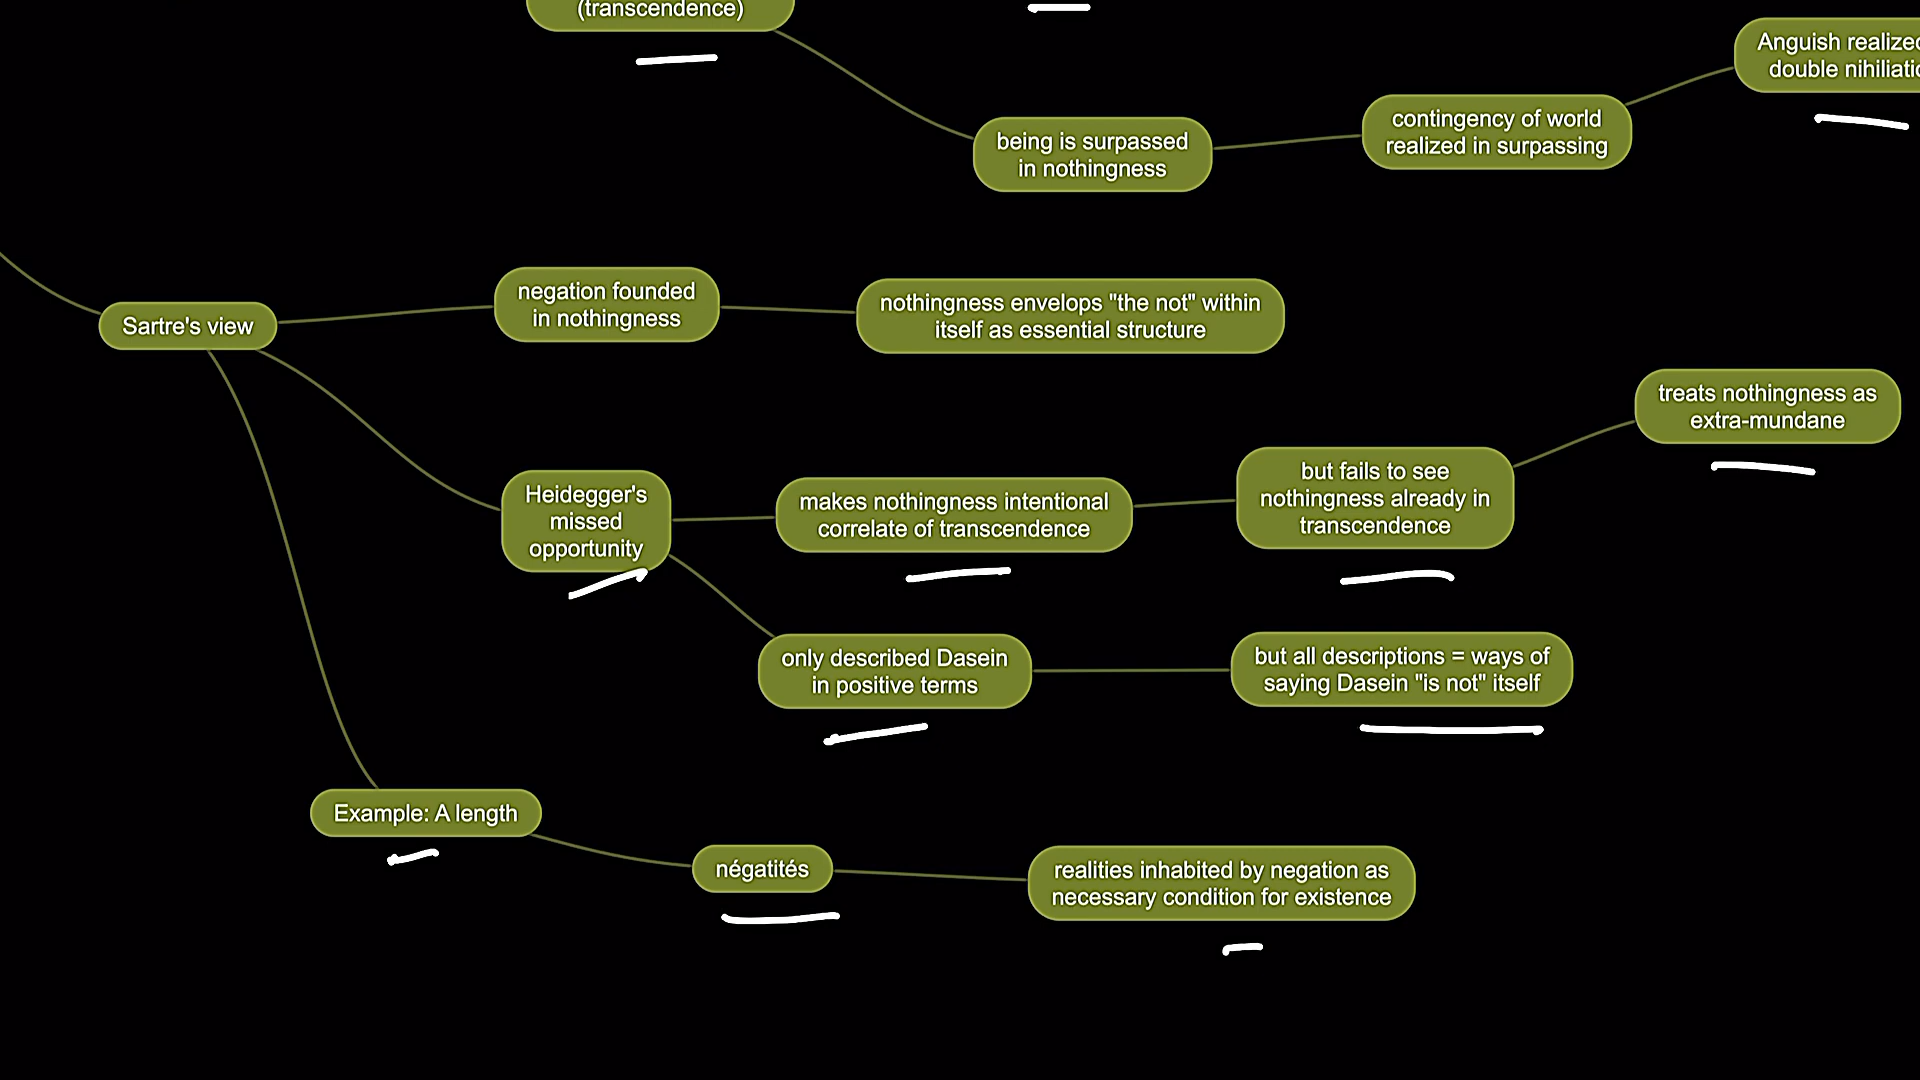 (transcendence)
Anguish realized
double
being is surpassed
in nothingness
contingency of world
realized in surpassing
Sartre's view
negation founded
in nothingness
nothingness envelops "the not" within
itself as essential structure
Heidegger's
missed
opportunity
makes nothingness intentional
correlate of transcendence
but fails to see
nothingness already in
transcendence
treats nothingness as
extra-mundane
only described Dasein
in positive terms
but all descriptions = ways of
saying Dasein "is not" itself
Example: A length
négatités
realities inhabited by negation as
necessary condition for existence